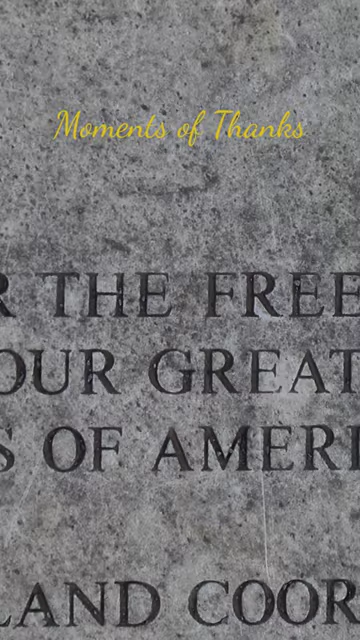 Moments of Thanks
R THE FREE
OUR GREAT
S OF AMERI
LAND COOR